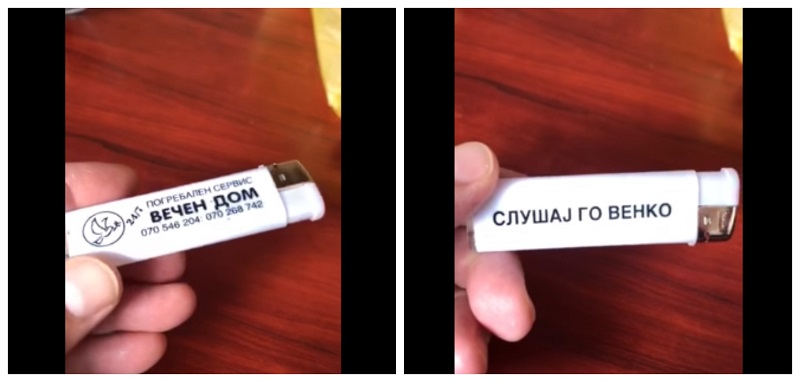 24/7
ПОГРЕБАЛЕН СЕРВИС
ВЕЧЕН ДОМ
070 546 204; 070 268 742
СЛУШАЈ ГО ВЕНКО